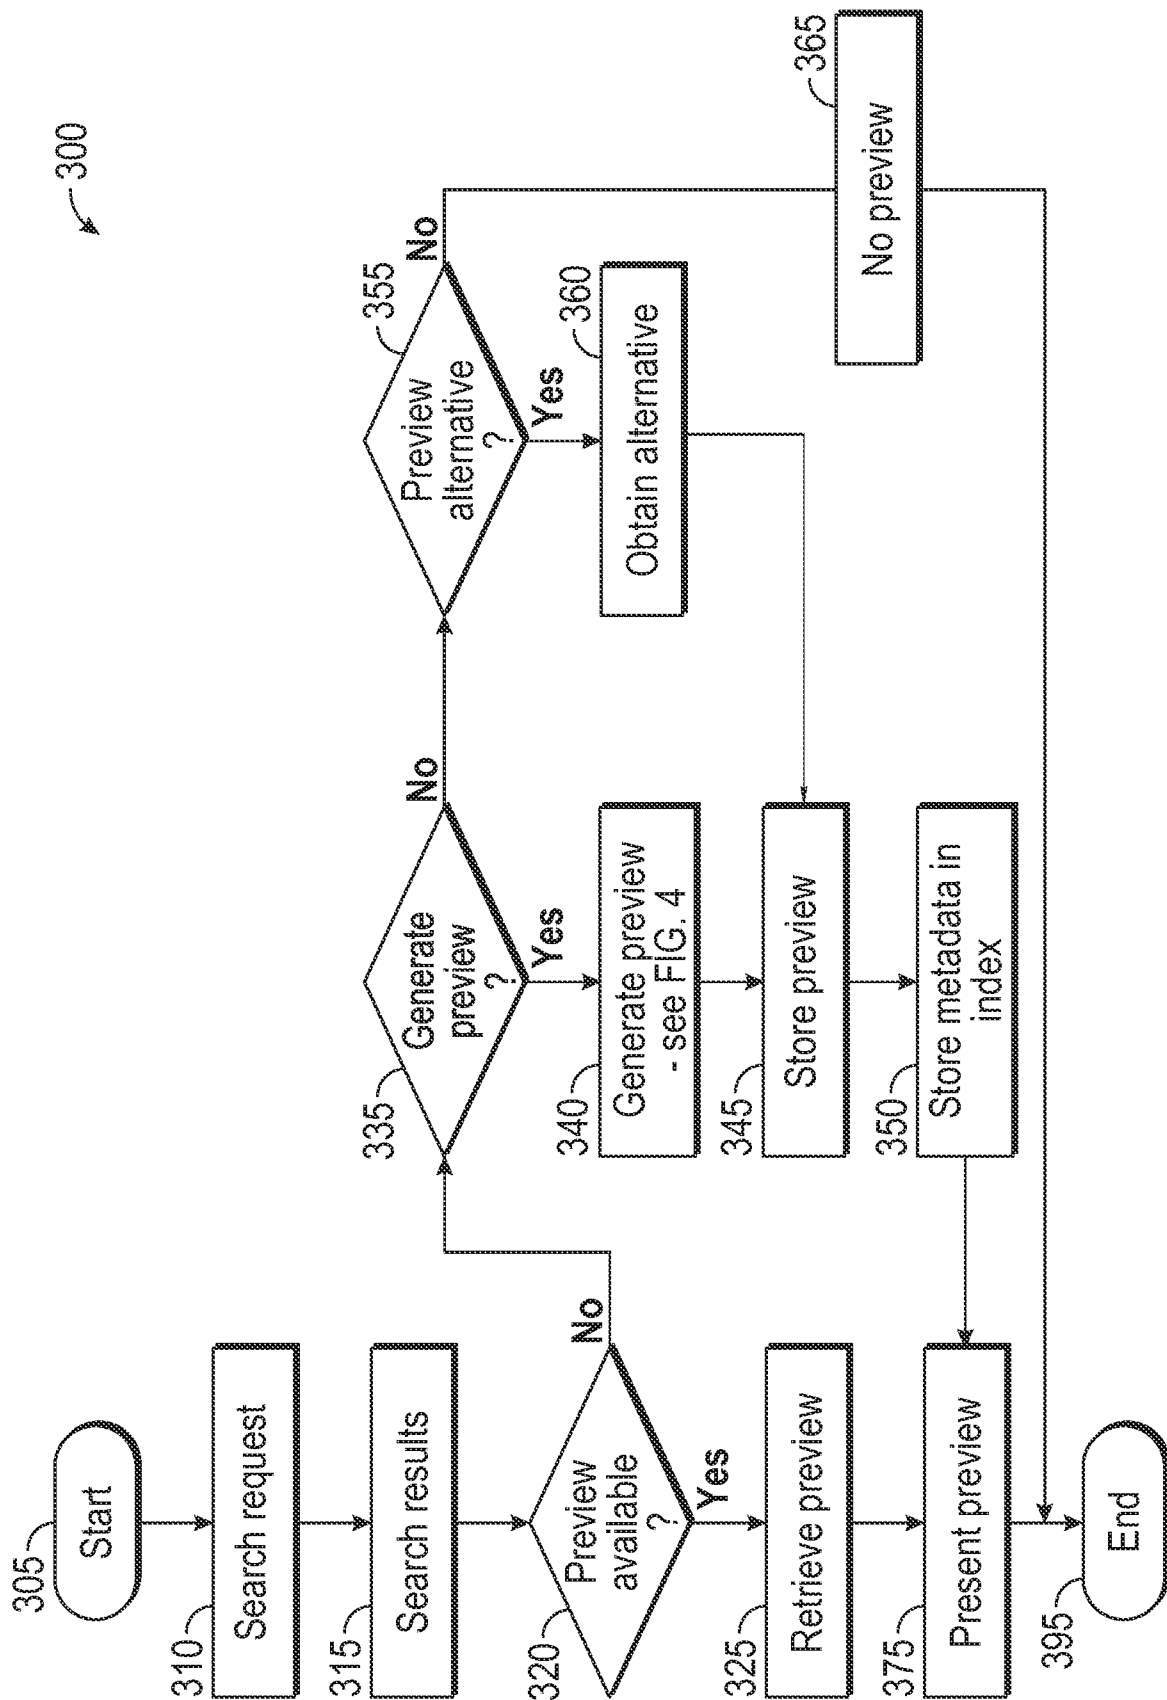 300
305
Start
310
Search request
315
Search results
320
Preview
available
?
No
Yes
325
Retrieve preview
375
Present preview
395
End
335
Generate
preview
?
No
Yes
340
Generate preview
- see FIG. 4
345
Store preview
350
Store metadata in
index
355
Preview
alternative
?
No
Yes
360
Obtain alternative
365
No preview